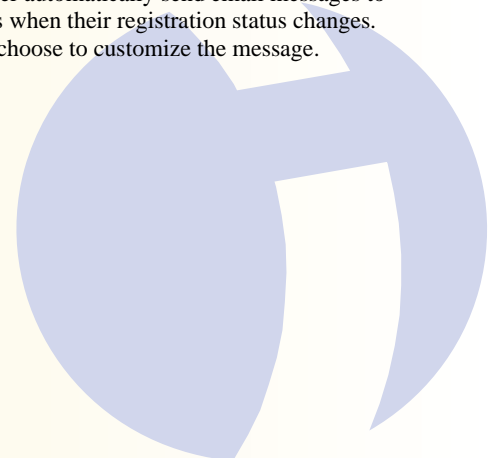 automatically send email messages to
when their registration status changes.
choose to customize the message.